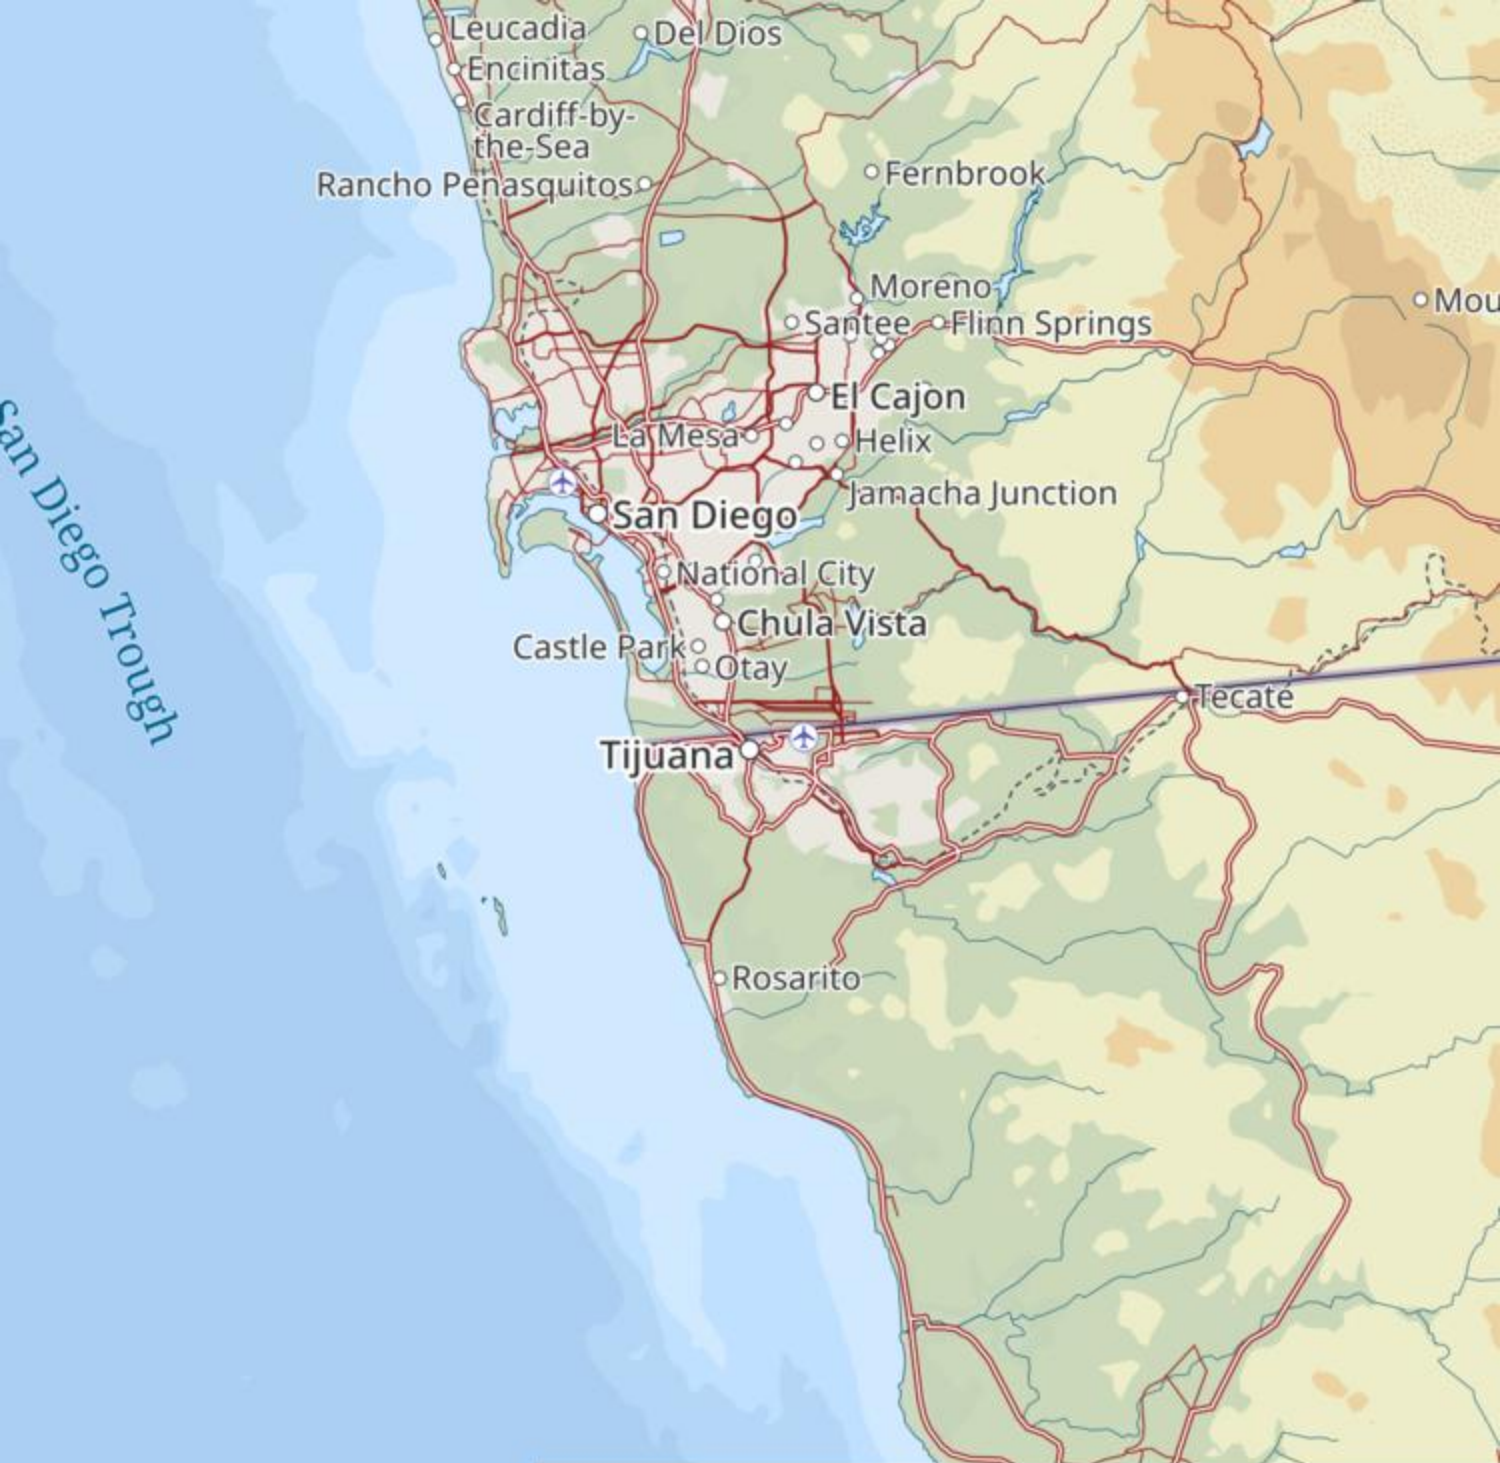 Leucadia
Del Dios
Encinitas
Cardiff-by-
the-Sea
Rancho Penasquitos
Fernbrook
Moreno
Mou
Santee
Flinn Springs
El Cajon
La Mesa
Helix
Jamacha Junction
San Diego
San Diego Trough
National City
Chula Vista
Castle Park
Otay
Tecate
Tijuana
Rosarito